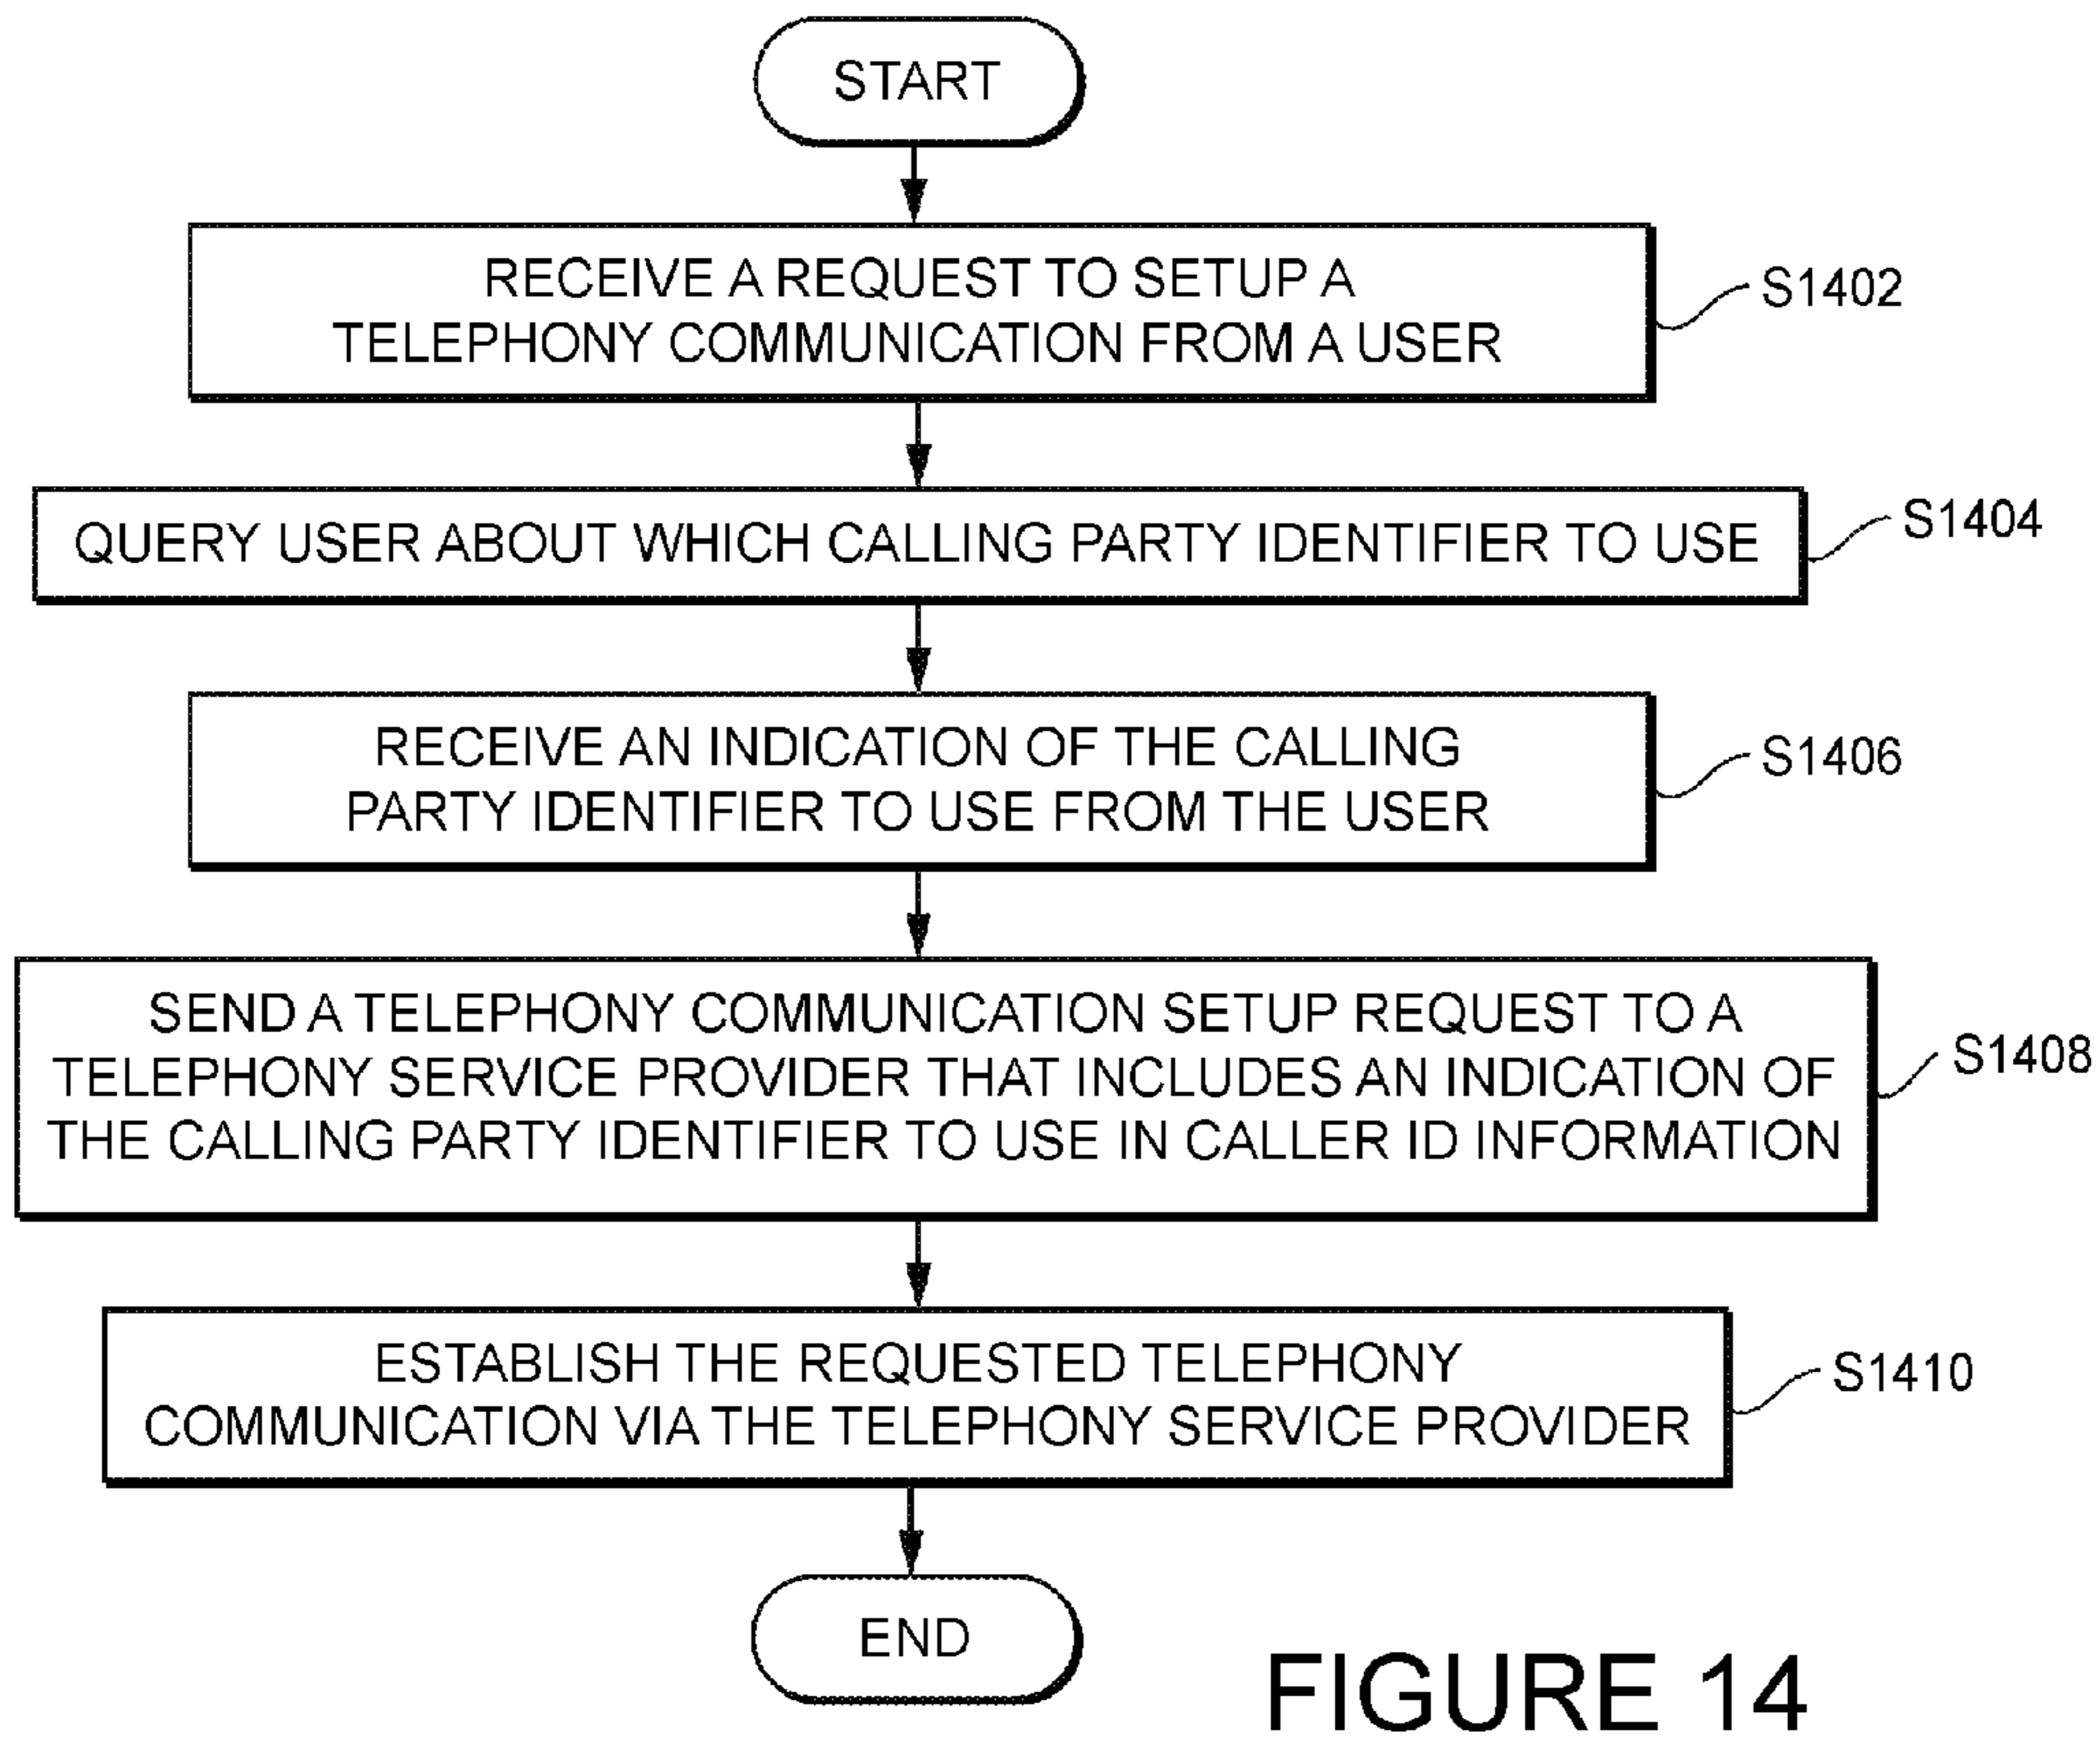 START
RECEIVE A REQUEST TO SETUP A
TELEPHONY COMMUNICATION FROM A USER
S1402
QUERY USER ABOUT WHICH CALLING PARTY IDENTIFIER TO USE
S1404
RECEIVE AN INDICATION OF THE CALLING
PARTY IDENTIFIER TO USE FROM THE USER
S1406
SEND A TELEPHONY COMMUNICATION SETUP REQUEST TO A
TELEPHONY SERVICE PROVIDER THAT INCLUDES AN INDICATION OF
THE CALLING PARTY IDENTIFIER TO USE IN CALLER ID INFORMATION
S1408
ESTABLISH THE REQUESTED TELEPHONY
COMMUNICATION VIA THE TELEPHONY SERVICE PROVIDER
S1410
END
FIGURE 14